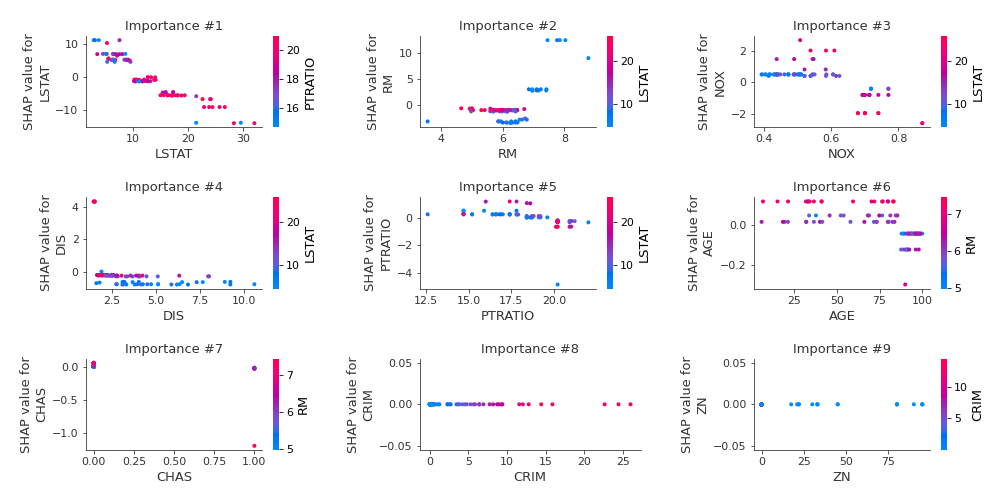 Importance #1
Importance #2
Importance #3
SHAP value for
LSTAT
10
0
−10
10
20
30
LSTAT
20
18
16
PTRATIO
SHAP value for
RM
10
5
0
4
6
8
RM
20
10
LSTAT
SHAP value for
NOX
2
0
−2
0.4
0.6
0.8
NOX
20
10
LSTAT
Importance #4
Importance #5
Importance #6
SHAP value for
DIS
4
2
0
2.5
5.0
7.5
10.0
DIS
20
10
LSTAT
SHAP value for
PTRATIO
0
−2
−4
12.5
15.0
17.5
20.0
PTRATIO
20
10
LSTAT
SHAP value for
AGE
0.0
−0.2
25
50
75
100
AGE
7
6
5
RM
Importance #7
Importance #8
Importance #9
SHAP value for
CHAS
0.0
−0.5
−1.0
0.00
0.25
0.50
0.75
1.00
CHAS
7
6
5
RM
SHAP value for
CRIM
0.05
0.00
−0.05
0
5
10
15
20
25
CRIM
SHAP value for
ZN
0.05
0.00
−0.05
0
25
50
75
ZN
10
5
CRIM